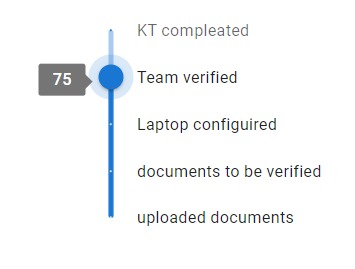 KT compleated
75
Team verified
Laptop configuired
documents to be verified
uploaded documents